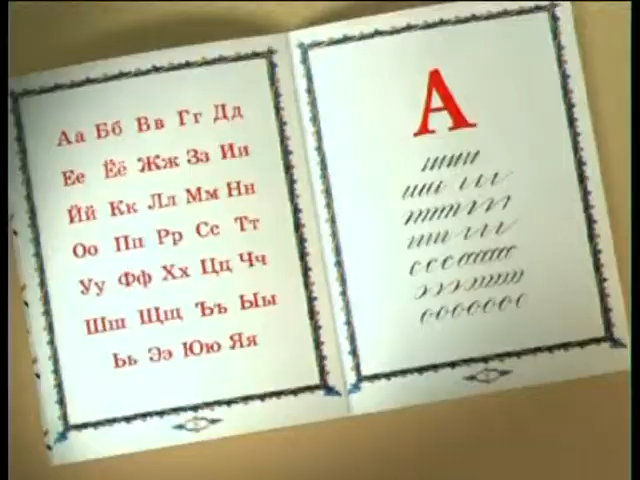 Аа Бб Вв Гг Дд
Ее Ёё Жж Зз Ии
Йй Кк Лл Мм Нн
Оо Пп Рр Сс Тт
Уу Фф Хх Цц Чч
Шш Щщ Ъъ Ыы
Ьь Ээ Юю Яя
А